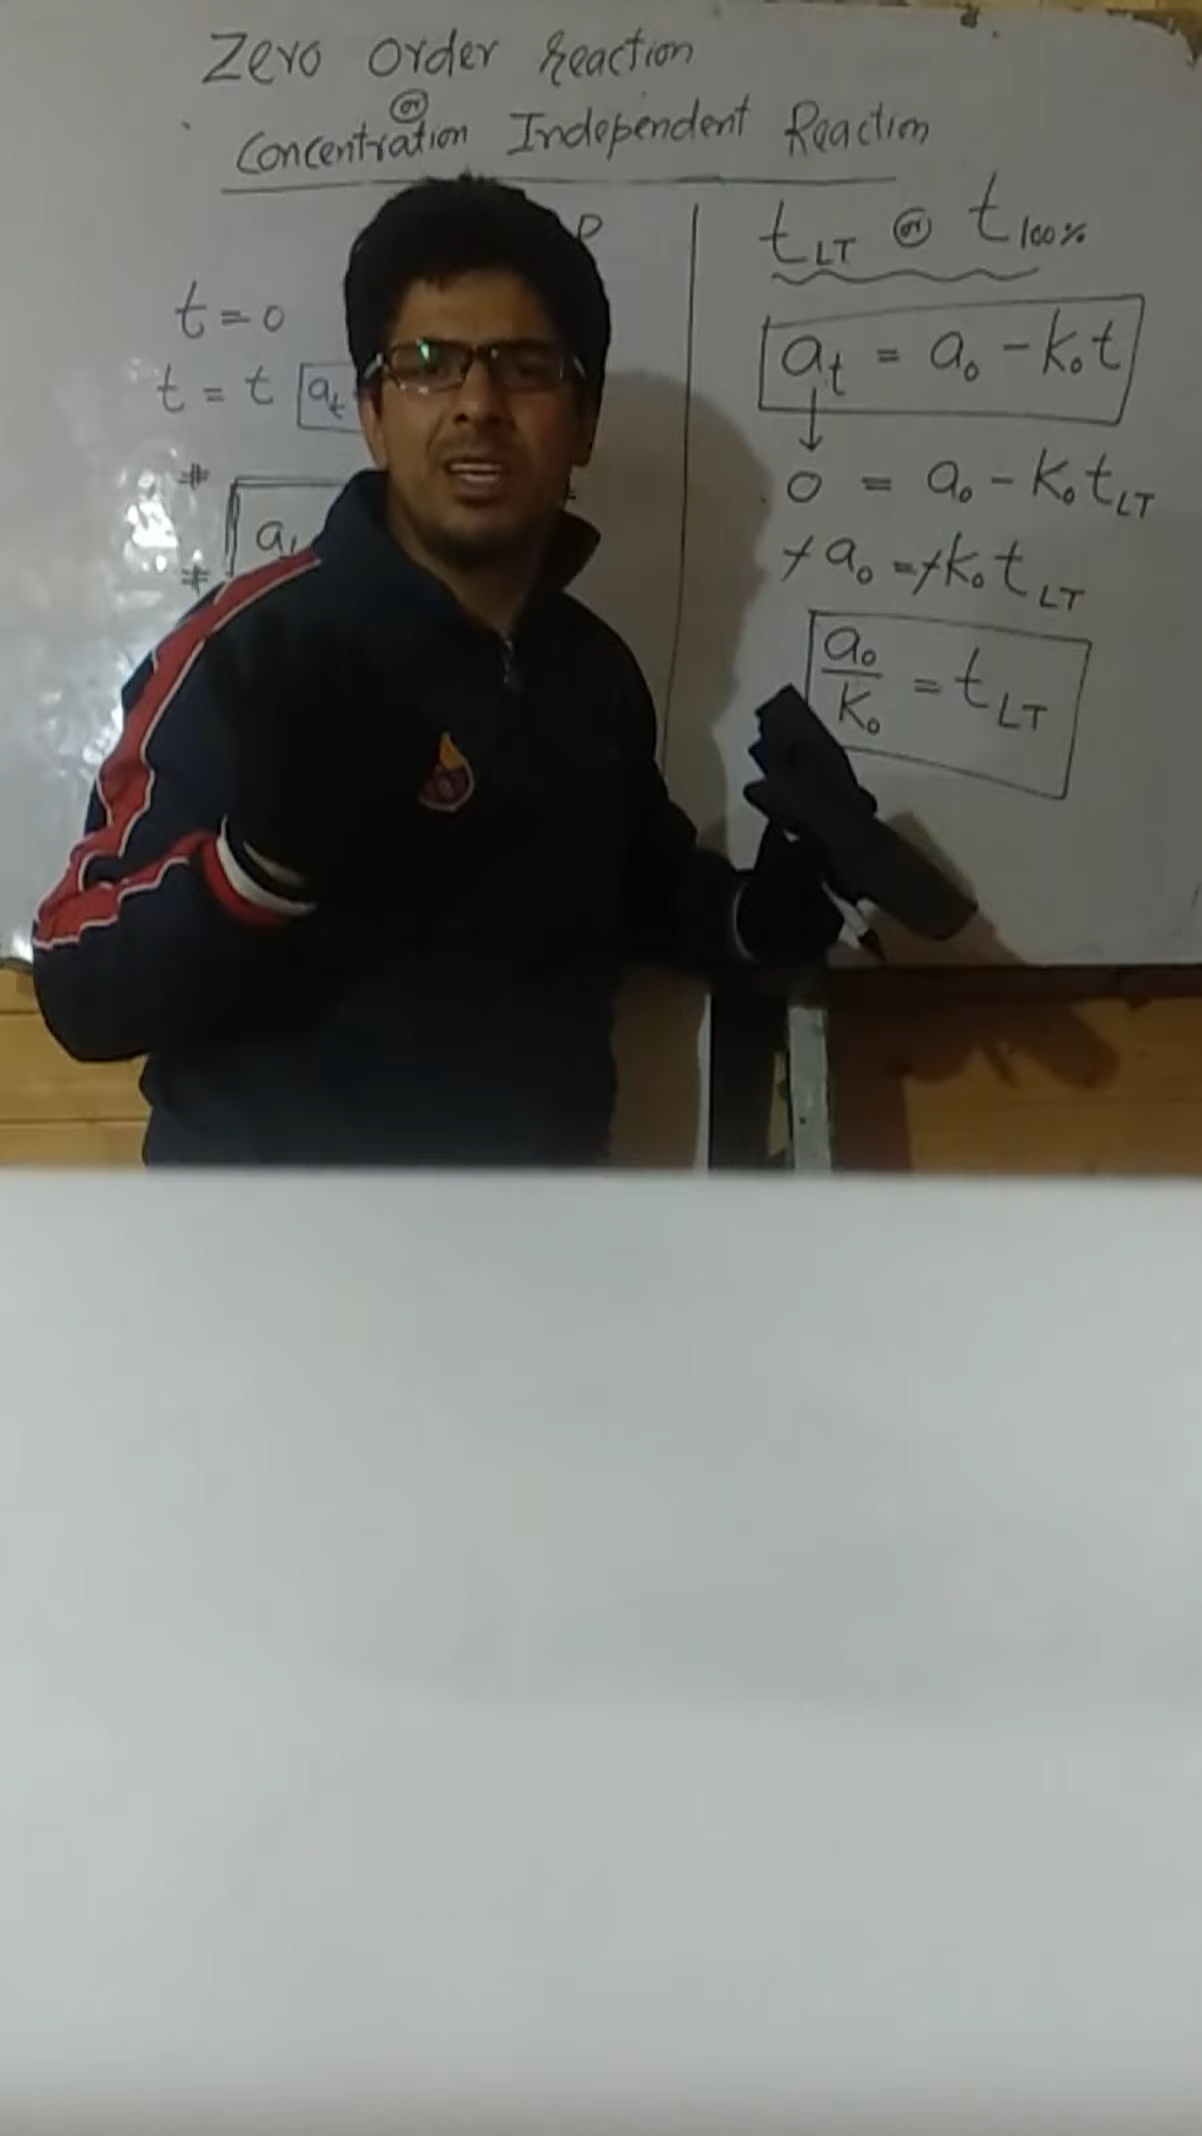 Zero Order Reaction
or
Concentration Independent Reaction
P
t = 0
t = t a_t
#
a
#
t_LT or t_100%
a_t = a_0 - K_0 t
↓
0 = a_0 - K_0 t_LT
+ a_0 = + K_0 t_LT
a_0 / K_0 = t_LT